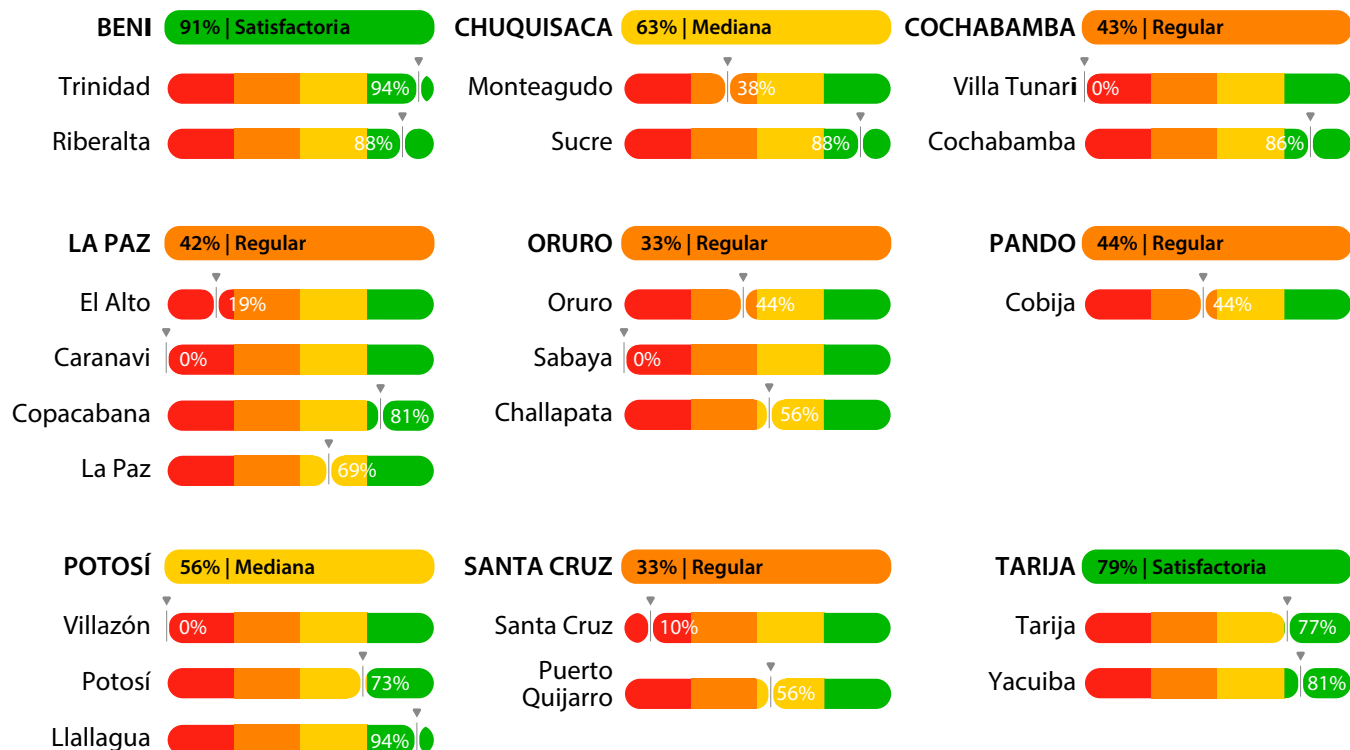 BENI 91% | Satisfactoria
Trinidad 94%
Riberalta 88%
CHUQUISACA 63% | Mediana
Monteagudo 38%
Sucre 88%
COCHABAMBA 43% | Regular
Villa Tunari 0%
Cochabamba 86%
LA PAZ 42% | Regular
El Alto 19%
Caranavi 0%
Copacabana 81%
La Paz 69%
ORURO 33% | Regular
Oruro 44%
Sabaya 0%
Challapata 56%
PANDO 44% | Regular
Cobija 44%
POTOSÍ 56% | Mediana
Villazón 0%
Potosí 73%
Llallagua 94%
SANTA CRUZ 33% | Regular
Santa Cruz 10%
Puerto
Quijarro 56%
TARIJA 79% | Satisfactoria
Tarija 77%
Yacuiba 81%